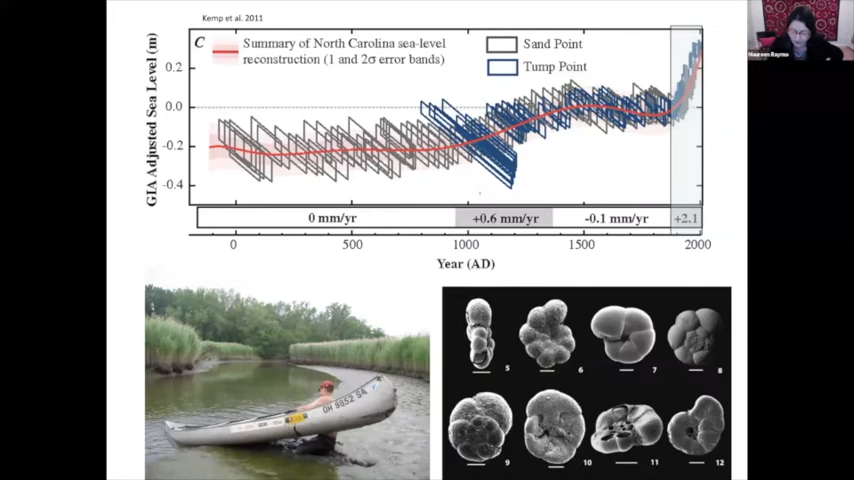 Kemp et al. 2011
C
Summary of North Carolina sea-level
reconstruction (1 and 2σ error bands)
Sand Point
Tump Point
GIA Adjusted Sea Level (m)
0.2
0.0
-0.2
-0.4
0 mm/yr
+0.6 mm/yr
-0.1 mm/yr
+2.1
0
500
1000
1500
2000
Year (AD)
OH 9852 SA
5
6
7
8
9
10
11
12
Maureen Raymo